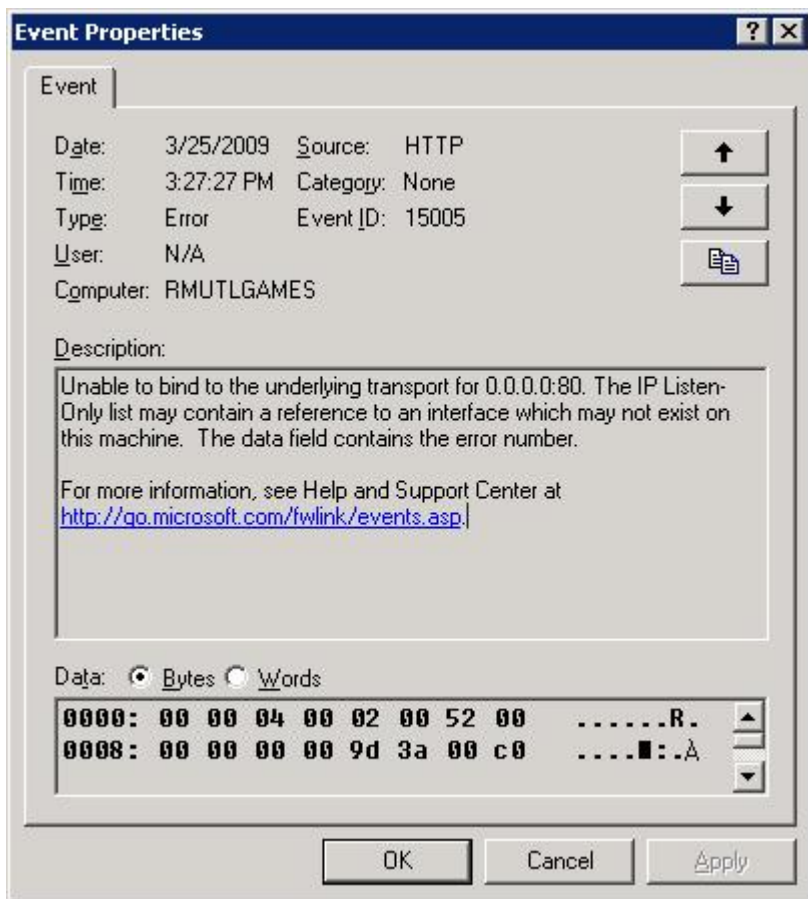 Event Properties
Event
Date: 3/25/2009 Source: HTTP
Time: 3:27:27 PM Category: None
Type: Error Event ID: 15005
User: N/A
Computer: RMUTLGAMES
Description:
Unable to bind to the underlying transport for 0.0.0.0:80. The IP Listen-
Only list may contain a reference to an interface which may not exist on
this machine. The data field contains the error number.
For more information, see Help and Support Center at
http://go.microsoft.com/fwlink/events.asp.
Data: Bytes Words
0000: 00 00 04 00 02 00 52 00 ......R.
0008: 00 00 00 00 9d 3a 00 c0 ....■:.À
OK Cancel Apply